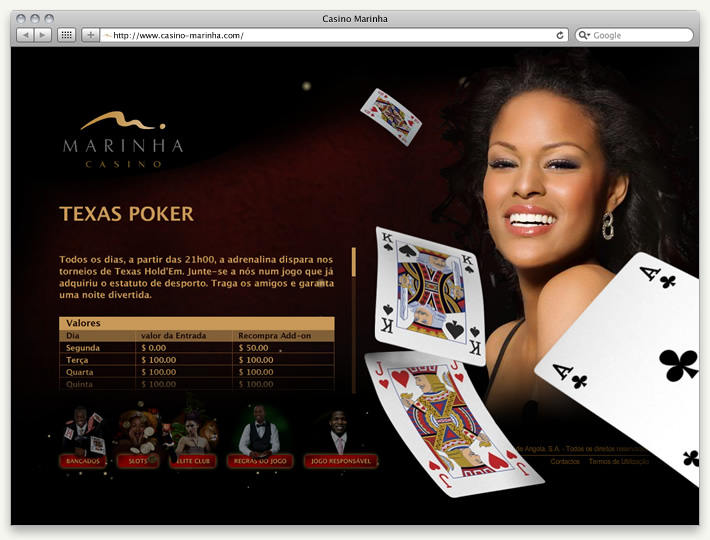 Casino Marinha
http://www.casino-marinha.com/
Google
MARINHA
CASINO
TEXAS POKER
Todos os dias, a partir das 21h00, a adrenalina dispara nos
torneios de Texas Hold'Em. Junte-se a nós num jogo que já
adquiriu o estatuto de desporto. Traga os amigos e garanta
uma noite divertida.
Valores
Dia valor da Entrada Recompra Add-on
Segunda $ 0.00 $ 50.00
Terça $ 100.00 $ 100.00
Quarta $ 100.00 $ 100.00
Quinta $ 100.00 $ 100.00
K
K
K
K
A
A
J
J
BANCADOS SLOTS ELITE CLUB REGRAS DO JOGO JOGO RESPONSÁVEL
de Angola, S.A. - Todos os direitos reservados
Contactos Termos de Utilização